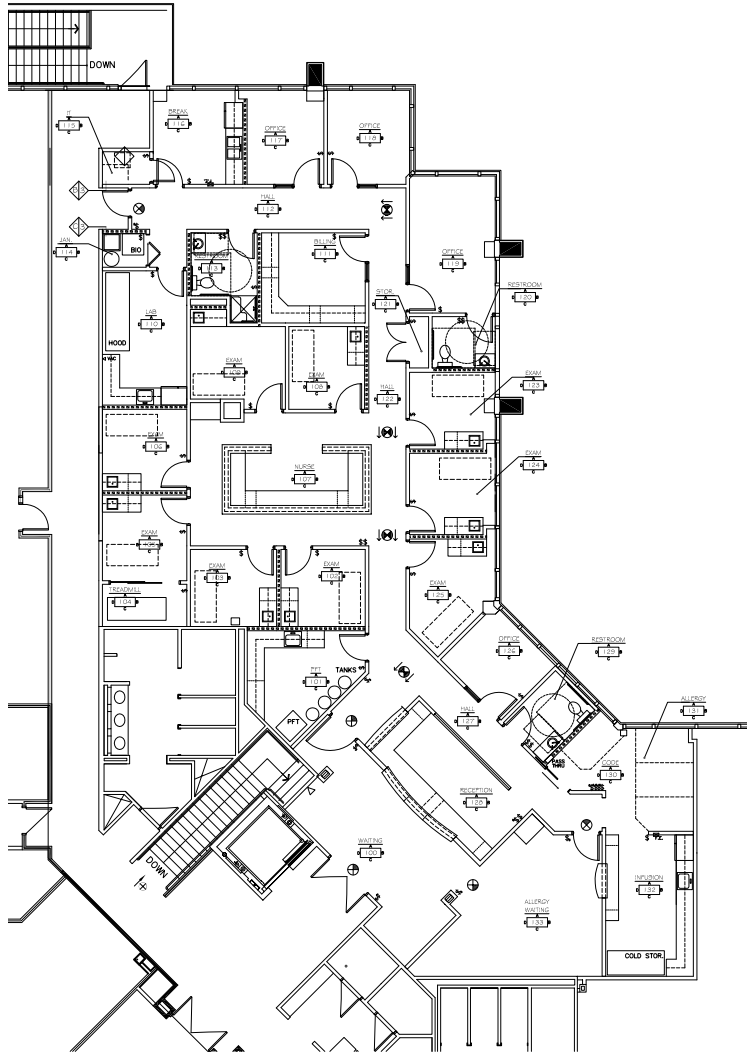 DOWN
BREAK
116
OFFICE
117
OFFICE
118
115
HALL
112
JAN.
114
BIO
113
BILLING
111
OFFICE
119
RESTROOM
120
STOR.
121
LAB
110
HOOD
VAC
EXAM
109
EXAM
108
HALL
122
EXAM
123
EXAM
106
NURSE
107
EXAM
124
EXAM
105
EXAM
103
EXAM
102
EXAM
125
TREADMILL
104
OFFICE
126
RESTROOM
129
PFT
101
TANKS
PFT
HALL
127
ALLERGY
131
PASS
THRU
CODE
130
RECEPTION
128
WAITING
100
DOWN
ALLERGY
WAITING
133
INFUSION
132
COLD STOR.